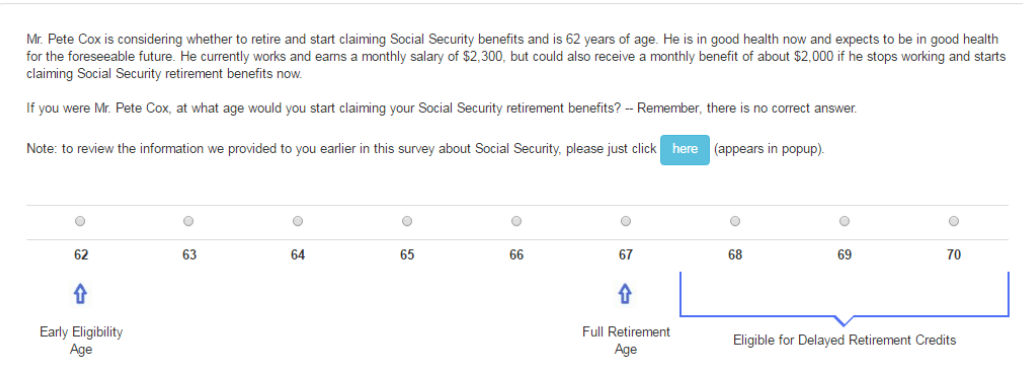 Mr. Pete Cox is considering whether to retire and start claiming Social Security benefits and is 62 years of age. He is in good health now and expects to be in good health
for the foreseeable future. He currently works and earns a monthly salary of $2,300, but could also receive a monthly benefit of about $2,000 if he stops working and starts
claiming Social Security retirement benefits now.
If you were Mr. Pete Cox, at what age would you start claiming your Social Security retirement benefits? -- Remember, there is no correct answer.
Note: to review the information we provided to you earlier in this survey about Social Security, please just click here (appears in popup).
62 63 64 65 66 67 68 69 70
Early Eligibility
Age
Full Retirement
Age
Eligible for Delayed Retirement Credits